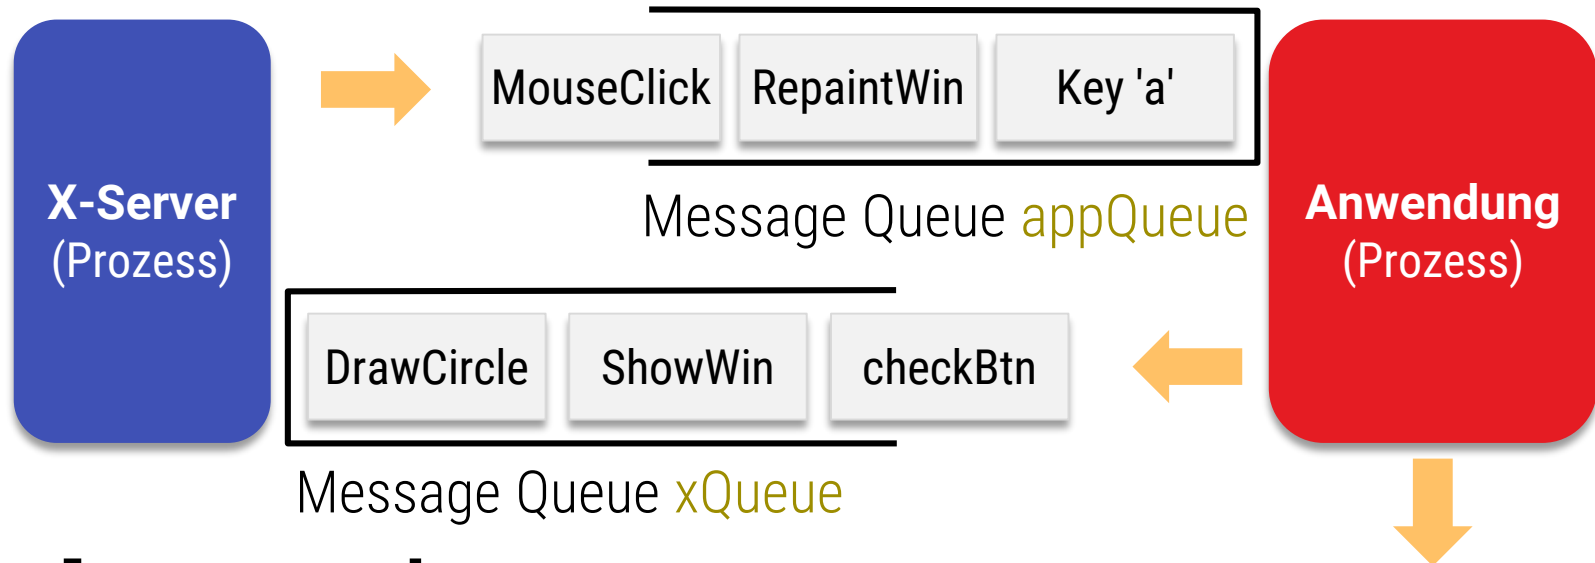 X-Server
(Prozess)
MouseClick
RepaintWin
Key 'a'
Message Queue appQueue
Anwendung
(Prozess)
DrawCircle
ShowWin
checkBtn
Message Queue xQueue